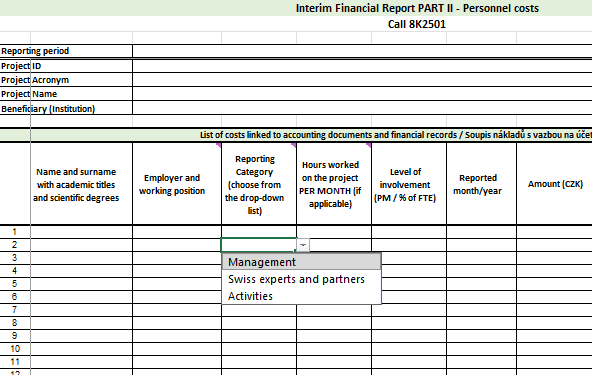 Interim Financial Report PART II - Personnel costs
Call 8K2501
Reporting period
Project ID
Project Acronym
Project Name
Beneficiary (Institution)
List of costs linked to accounting documents and financial records / Soupis nákladů s vazbou na účet
Name and surname
with academic titles
and scientific degrees
Employer and
working position
Reporting
Category
(choose from
the drop-down
list)
Hours worked
on the project
PER MONTH (if
applicable)
Level of
involvement
(PM / % of FTE)
Reported
month/year
Amount (CZK)
1
2
3
4
5
6
7
8
9
10
11
12
Management
Swiss experts and partners
Activities